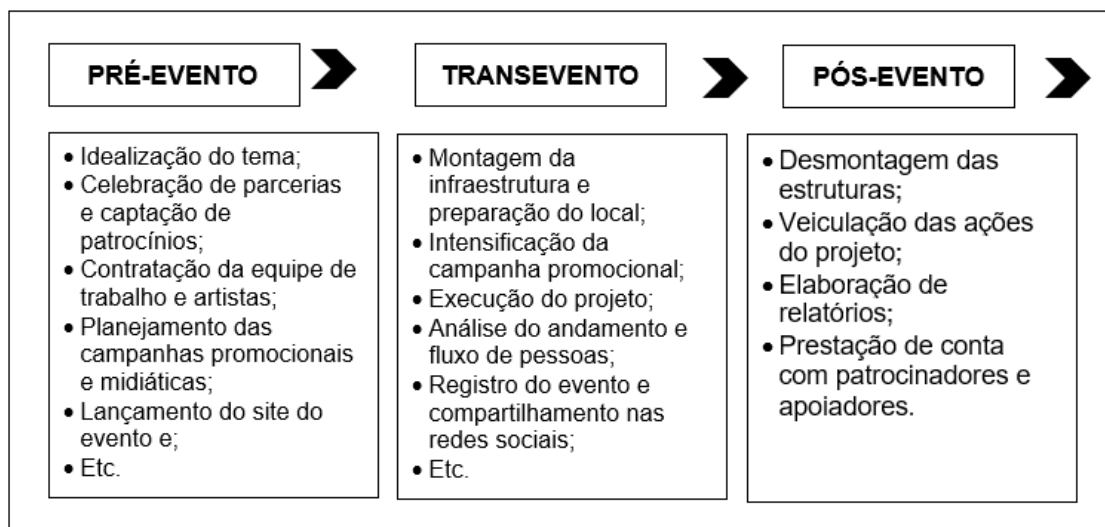 PRÉ-EVENTO
• Idealização do tema;
• Celebração de parcerias
e captação de
patrocínios;
• Contratação da equipe de
trabalho e artistas;
• Planejamento das
campanhas promocionais
e midiáticas;
• Lançamento do site do
evento e;
• Etc.
TRANSEVENTO
• Montagem da
infraestrutura e
preparação do local;
• Intensificação da
campanha promocional;
• Execução do projeto;
• Análise do andamento e
fluxo de pessoas;
• Registro do evento e
compartilhamento nas
redes sociais;
• Etc.
PÓS-EVENTO
• Desmontagem das
estruturas;
• Veiculação das ações
do projeto;
• Elaboração de
relatórios;
• Prestação de conta
com patrocinadores e
apoiadores.